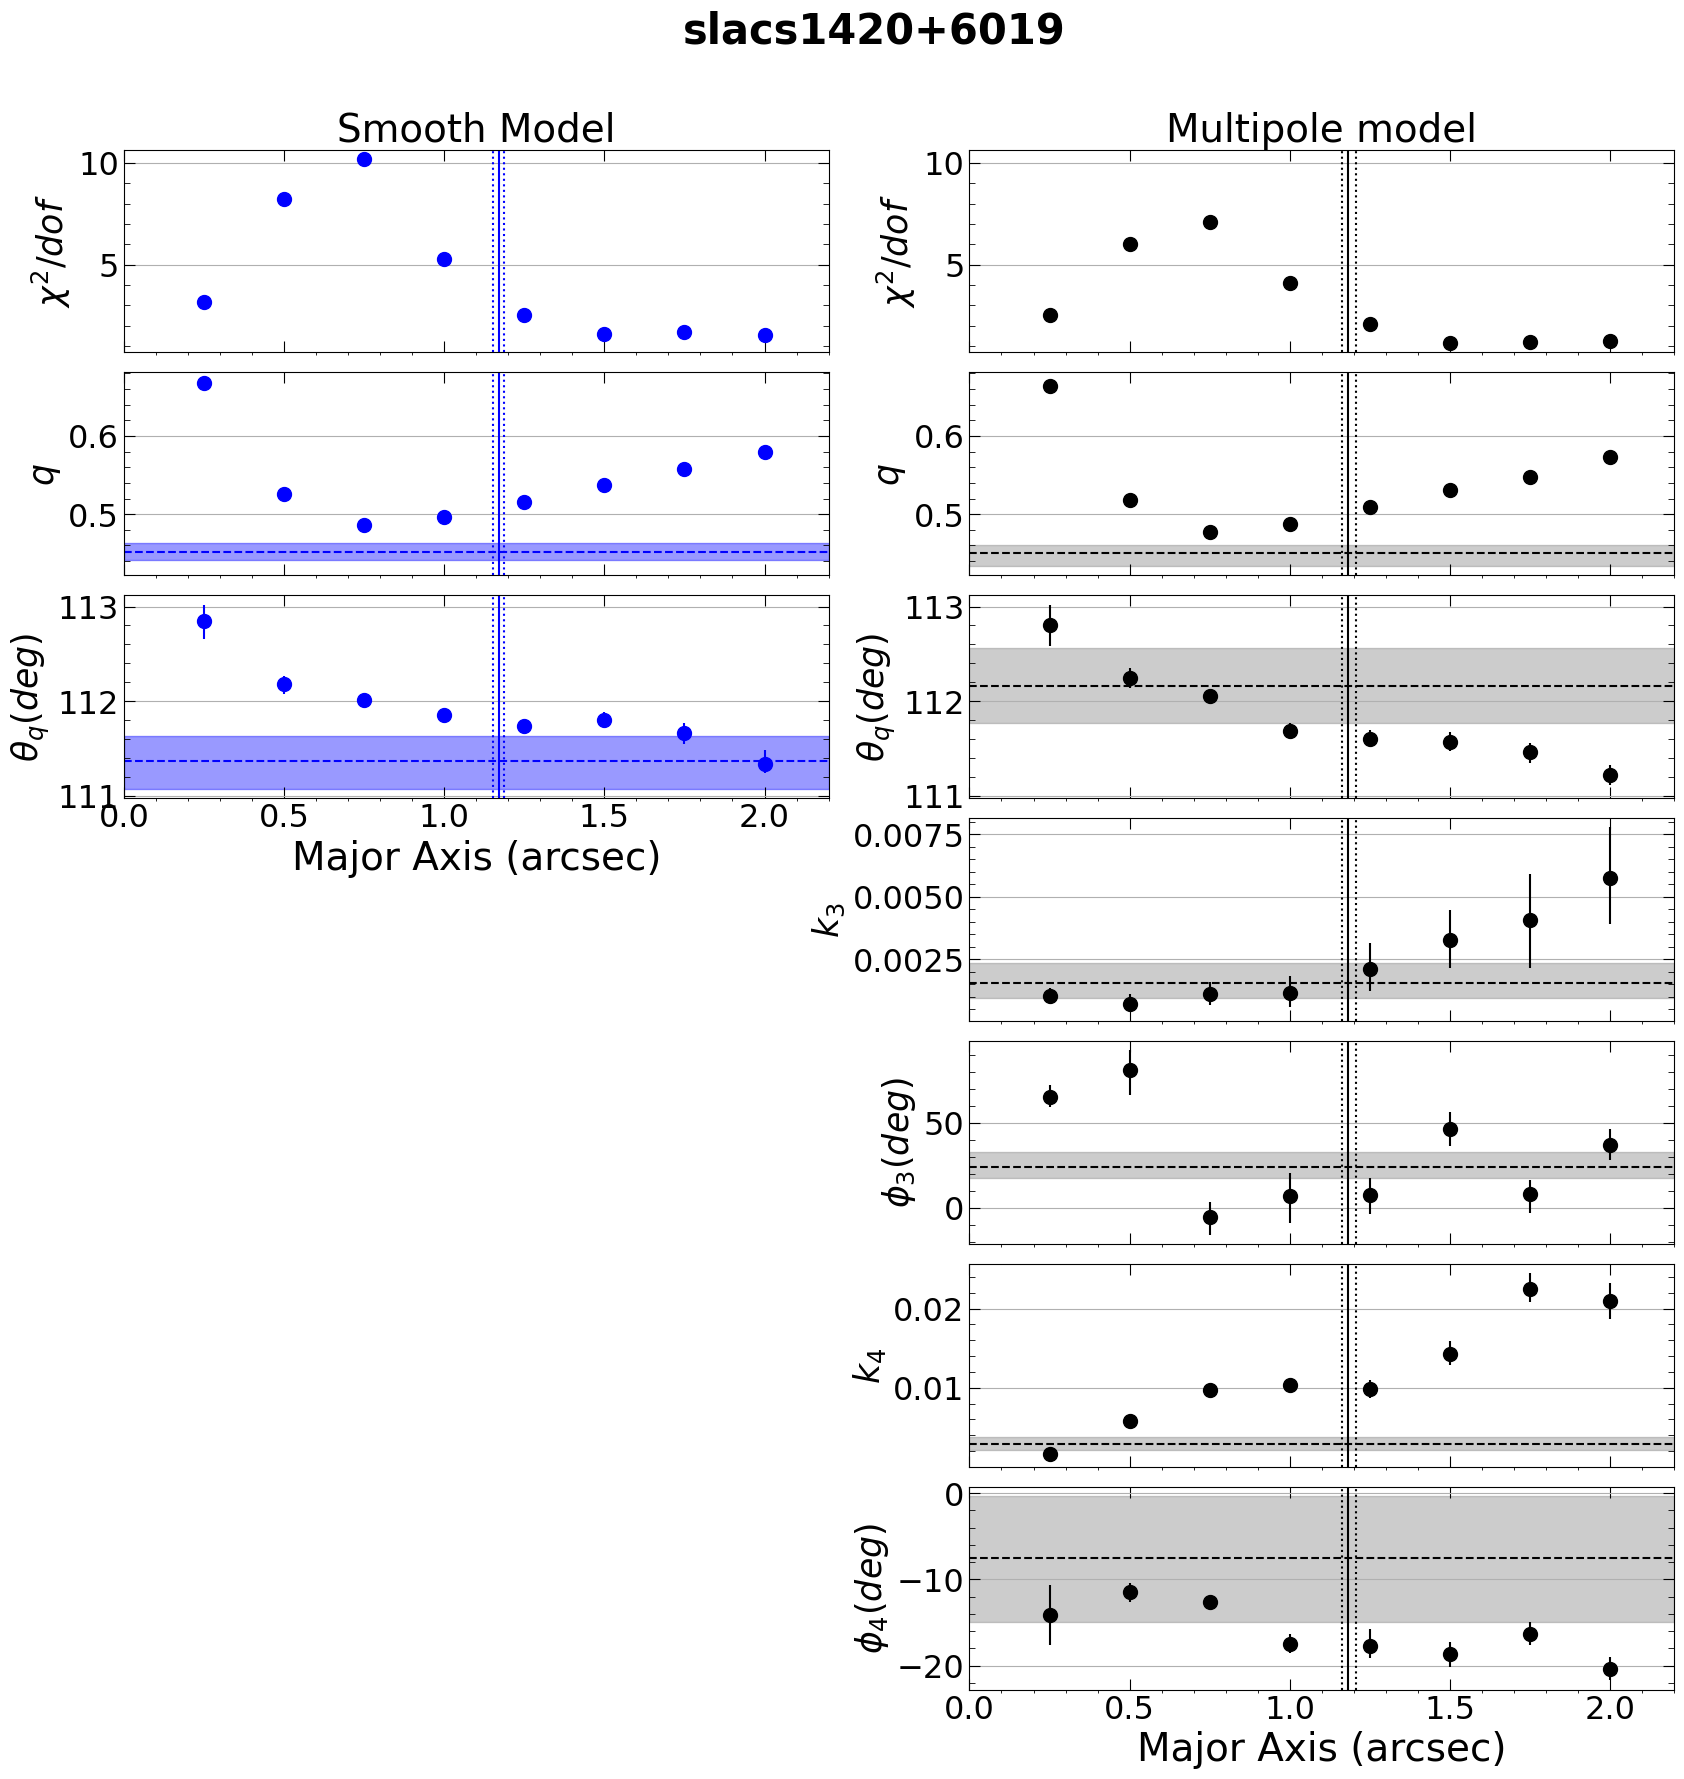 slacs1420+6019
Smooth Model
10
5
χ²/dof
0.6
0.5
q
113
112
111
θ_q(deg)
0.0 0.5 1.0 1.5 2.0
Major Axis (arcsec)
Multipole model
10
5
χ²/dof
0.6
0.5
q
113
112
111
θ_q(deg)
0.0075
0.0050
0.0025
k₃
50
0
ϕ₃(deg)
0.02
0.01
k₄
0
−10
−20
ϕ₄(deg)
0.0 0.5 1.0 1.5 2.0
Major Axis (arcsec)